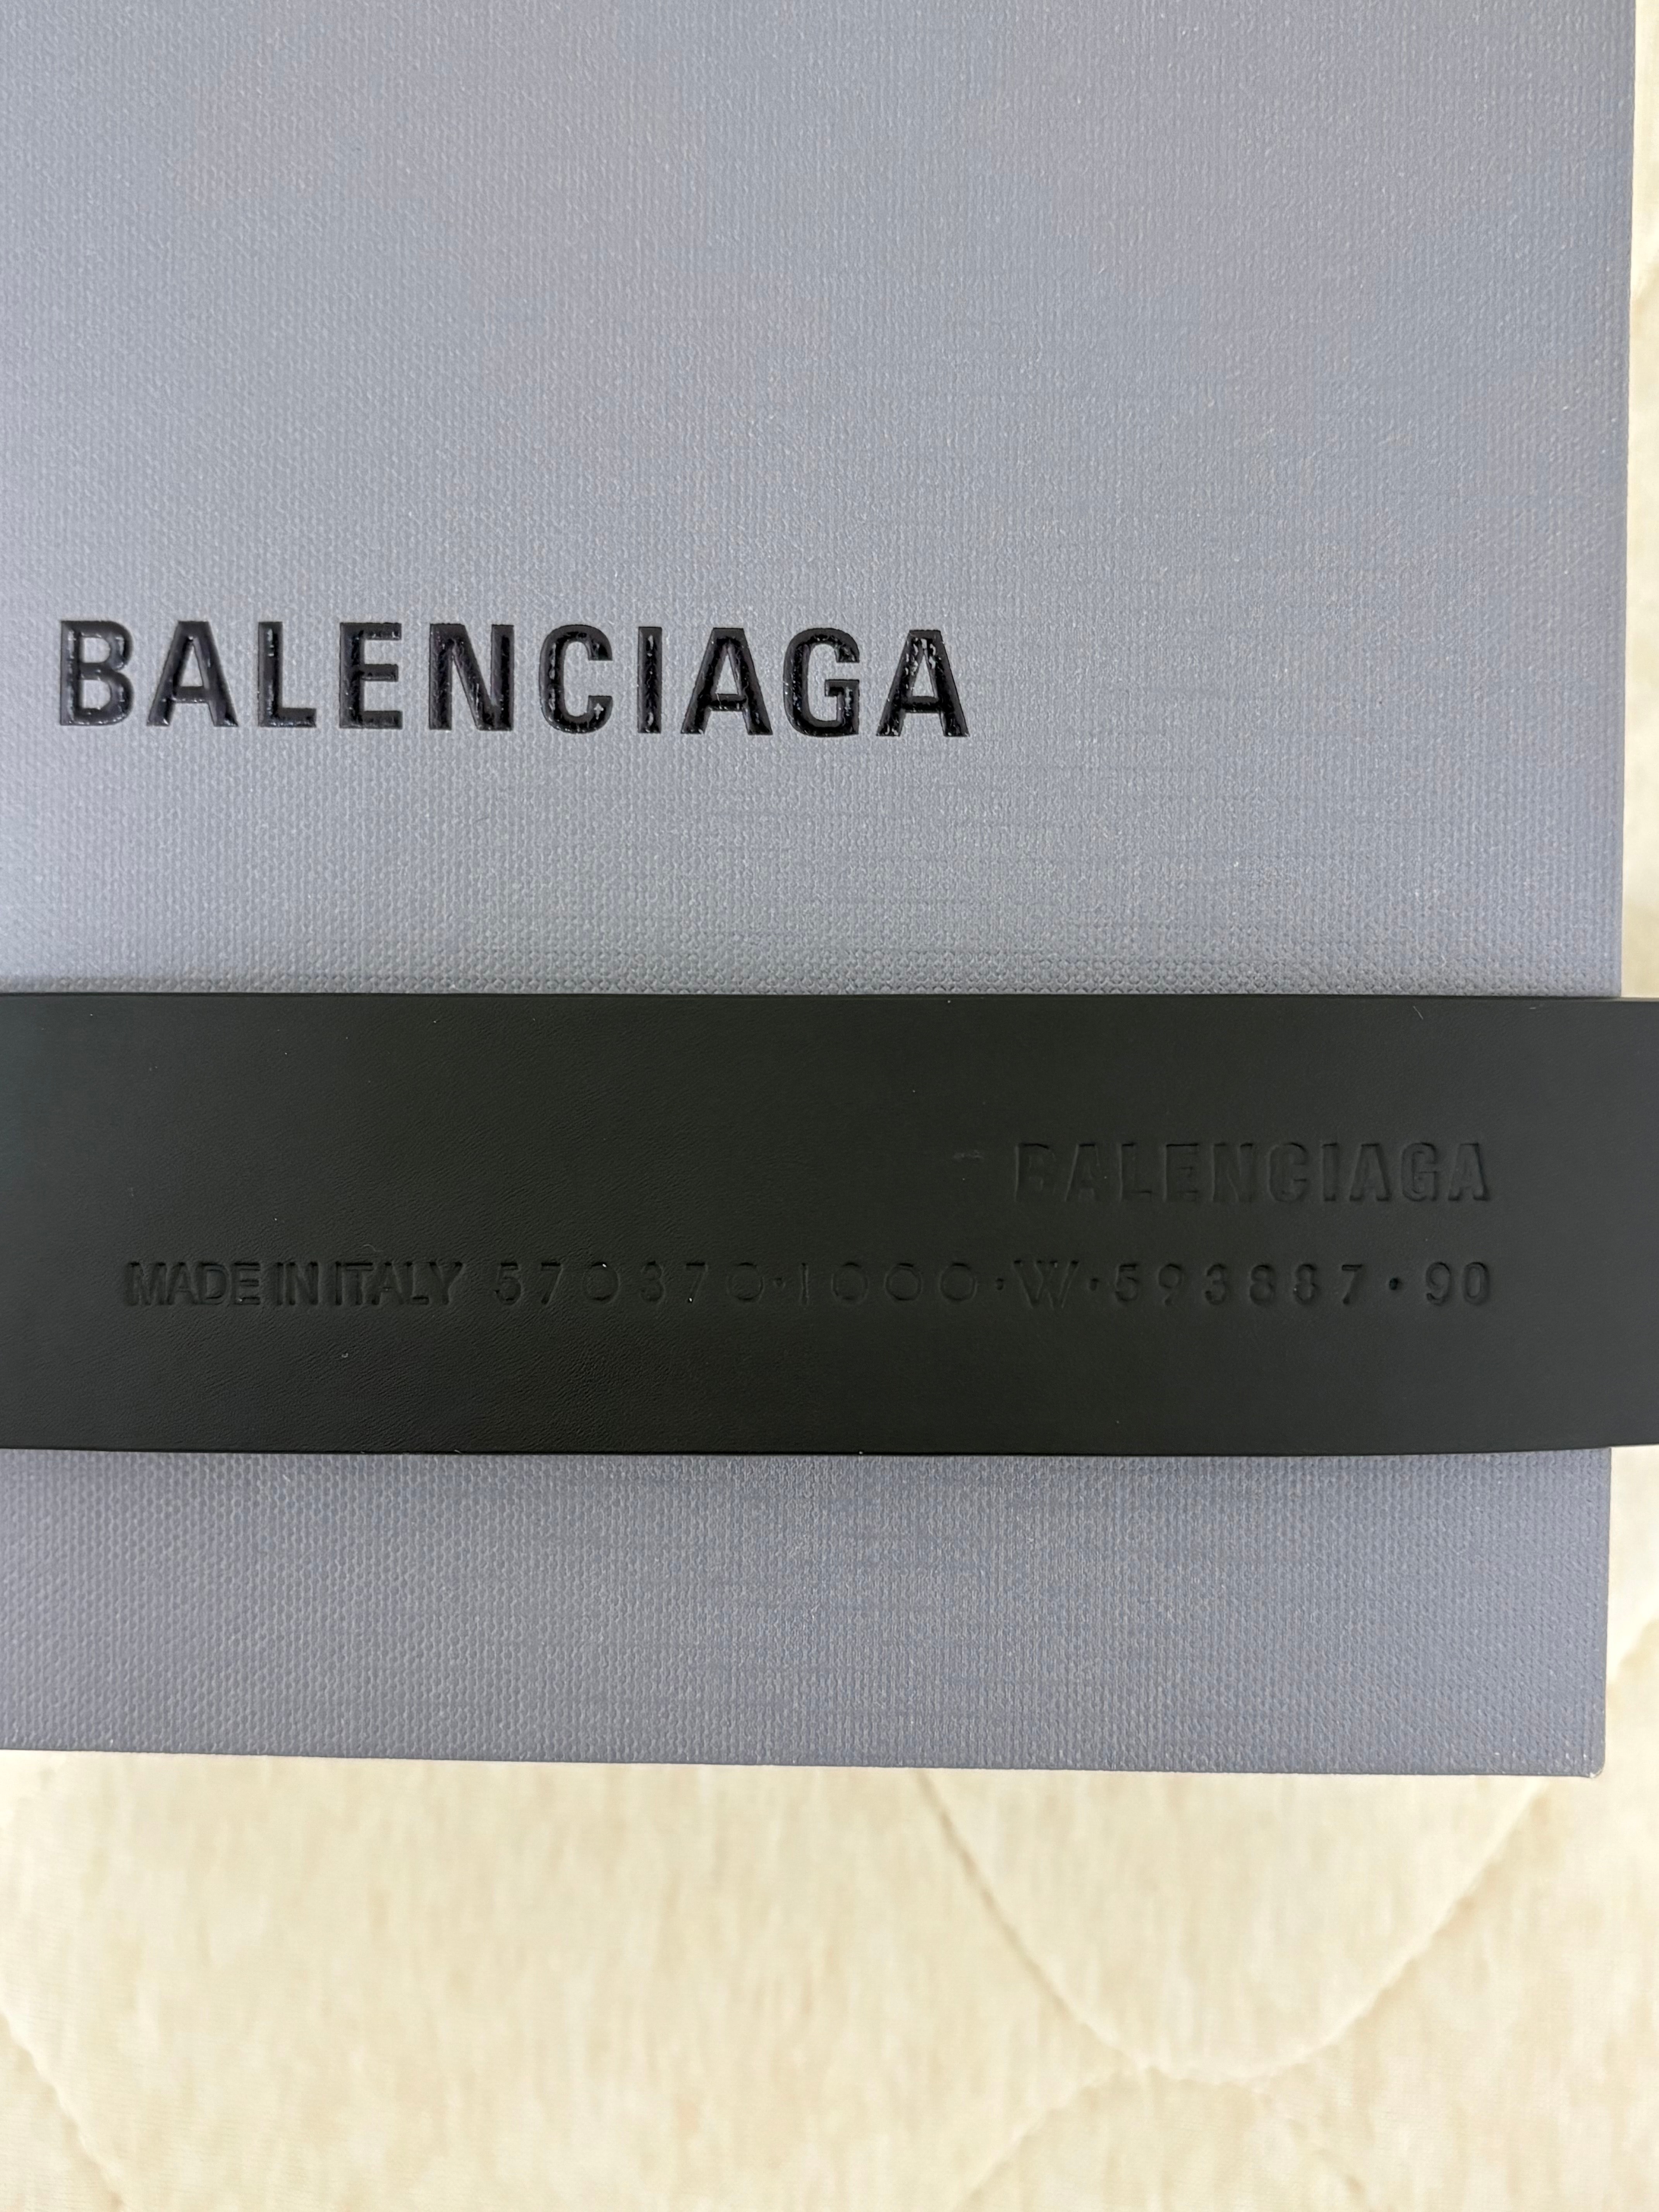 BALENCIAGA
BALENCIAGA
MADE IN ITALY 570370·1000·W·593887·90